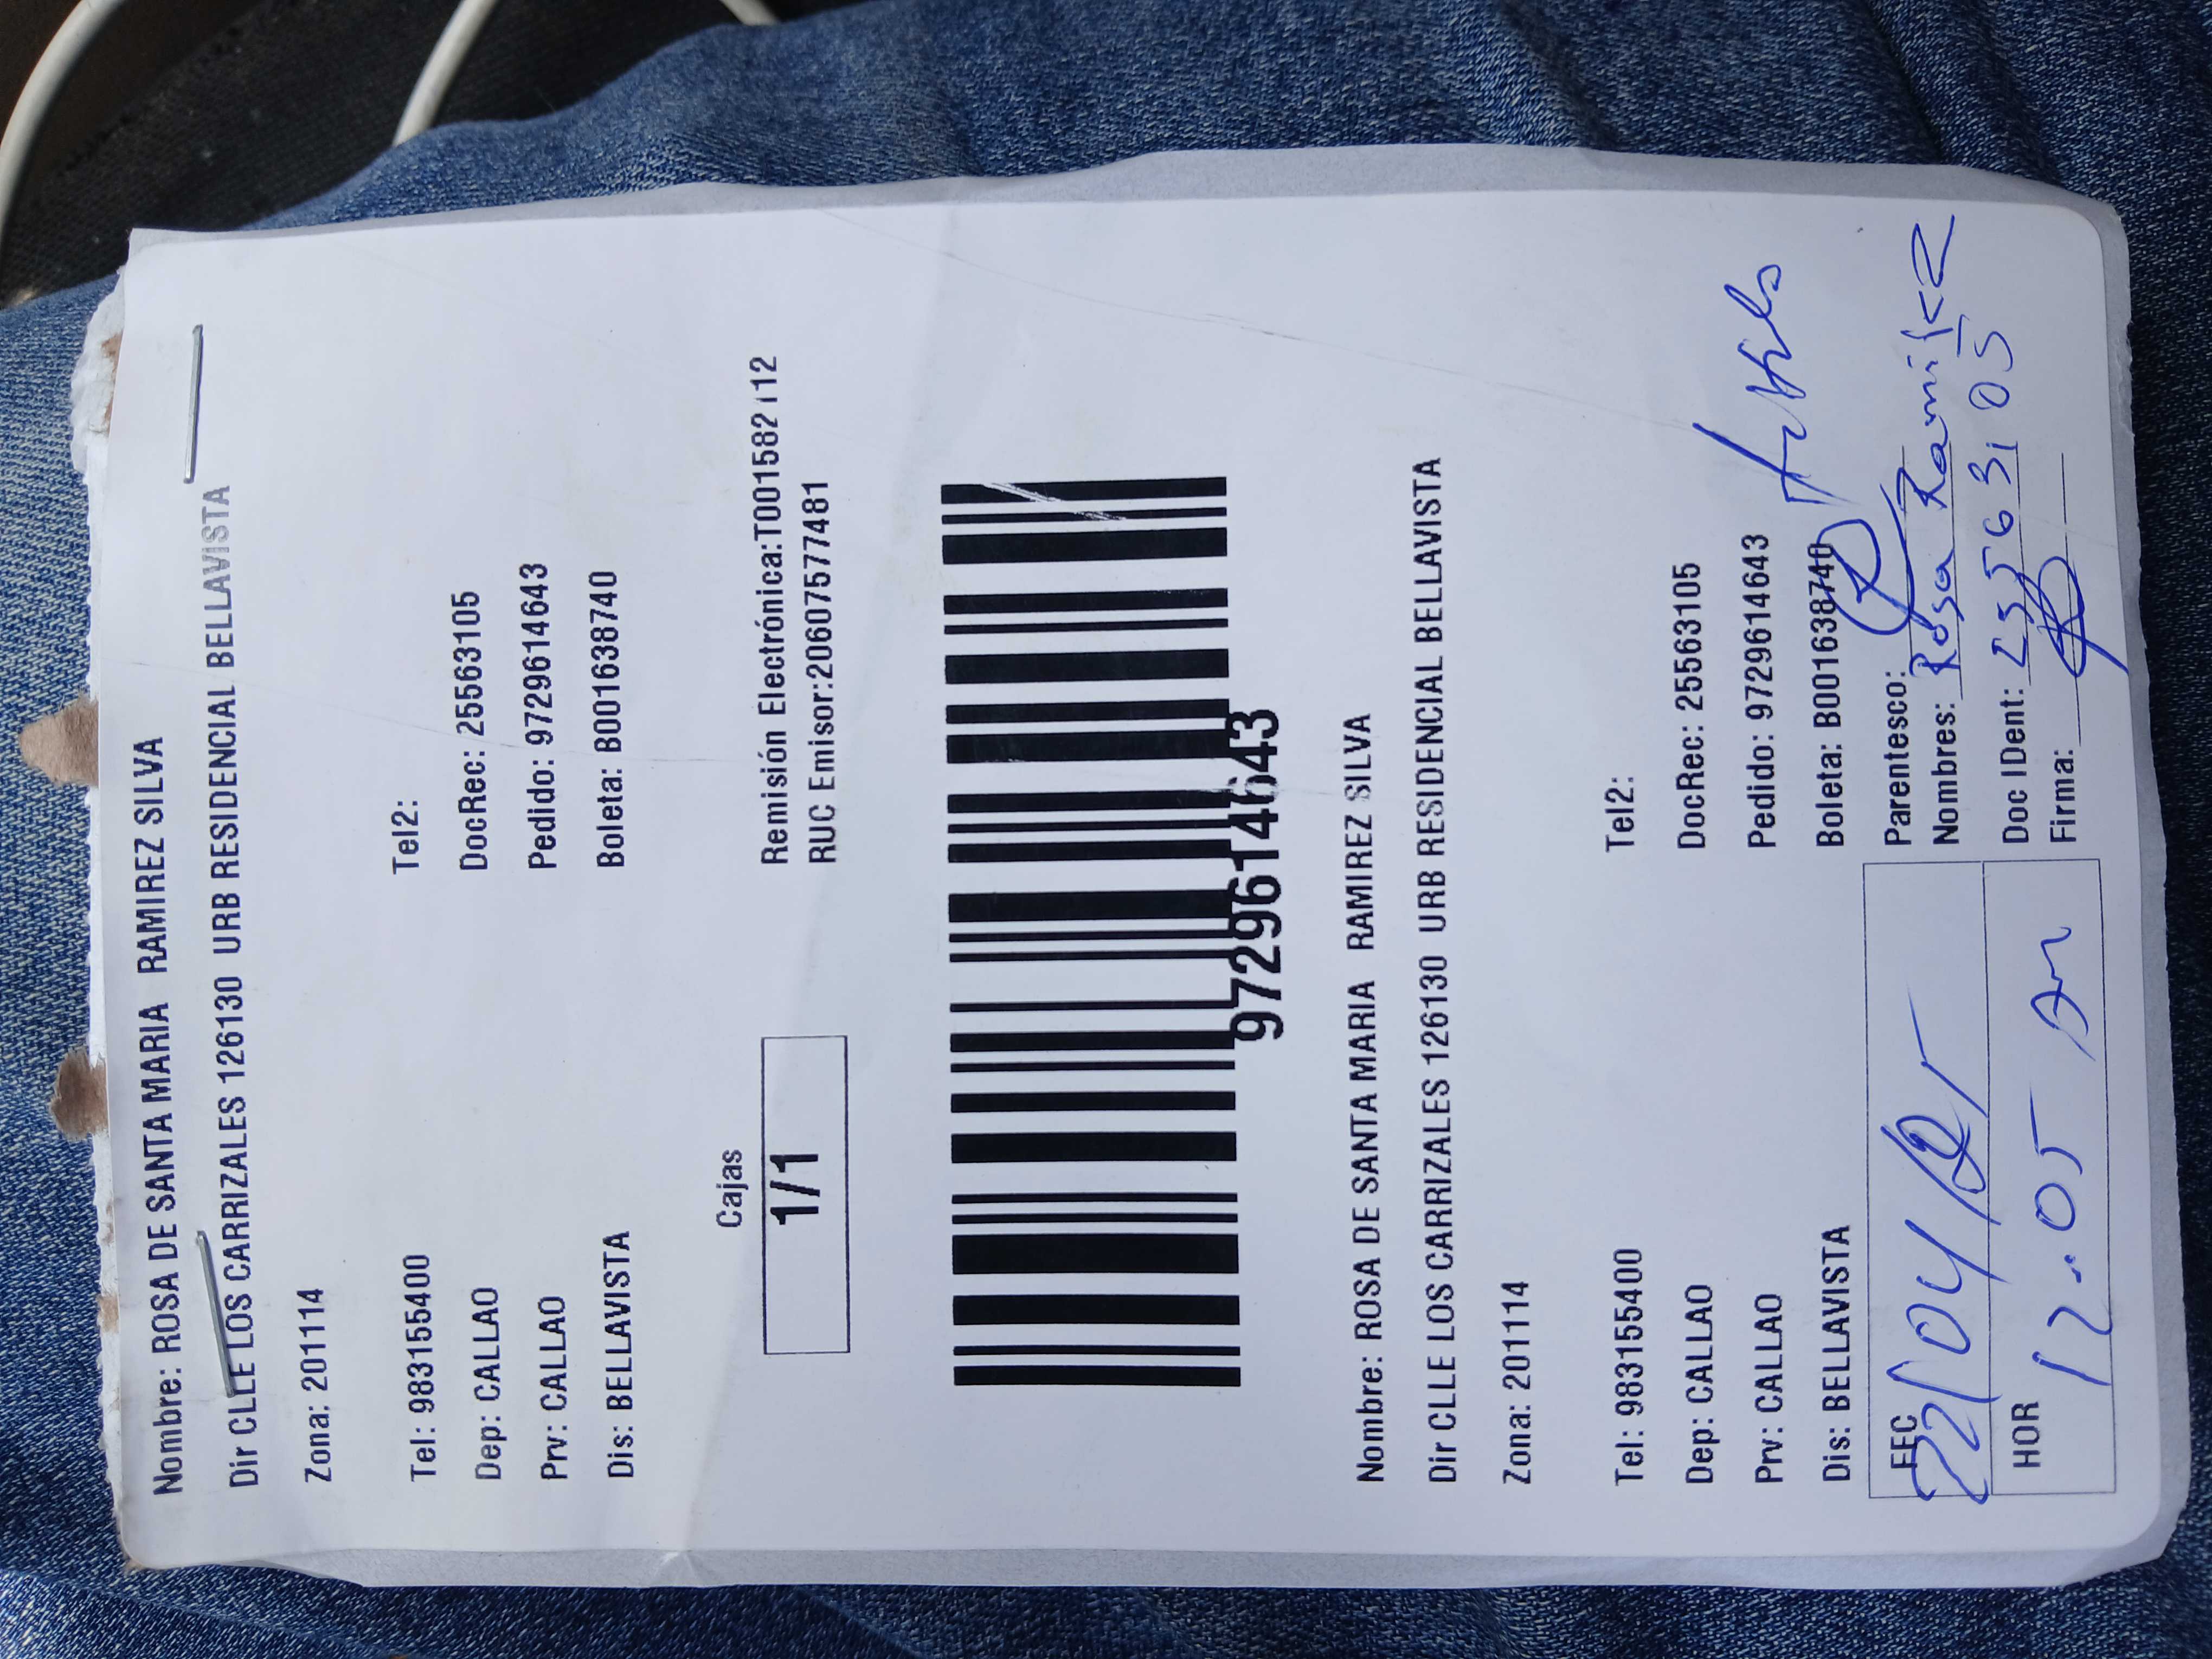 Nombre: ROSA DE SANTA MARIA RAMIREZ SILVA
Dir CLLE LOS CARRIZALES 126130 URB RESIDENCIAL BELLAVISTA
Zona: 201114
Tel: 983155400 Tel2:
Dep: CALLAO DocRec: 25563105
Prv: CALLAO Pedido: 9729614643
Dis: BELLAVISTA Boleta: B001638740
Cajas
1/1
Remisión Electrónica:T001582112
RUC Emisor:20607577481
9729614643
Nombre: ROSA DE SANTA MARIA RAMIREZ SILVA
Dir CLLE LOS CARRIZALES 126130 URB RESIDENCIAL BELLAVISTA
Zona: 201114
Tel: 983155400 Tel2:
Dep: CALLAO DocRec: 25563105
Prv: CALLAO Pedido: 9729614643
Dis: BELLAVISTA Boleta: B001638740
FEC 22/04/
Parentesco:
Nombres: Rosa Ramirez
HOR 12:05
Doc IDent: 25563105
Firma: